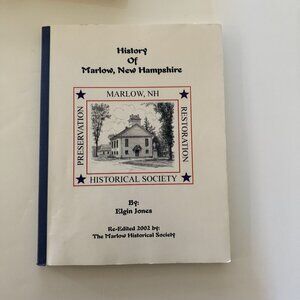 History
Of
Marlow, New Hampshire
MARLOW, NH
PRESERVATION
RESTORATION
HISTORICAL SOCIETY
By:
Elgin Jones
Re-Edited 2002 by:
The Marlow Historical Society